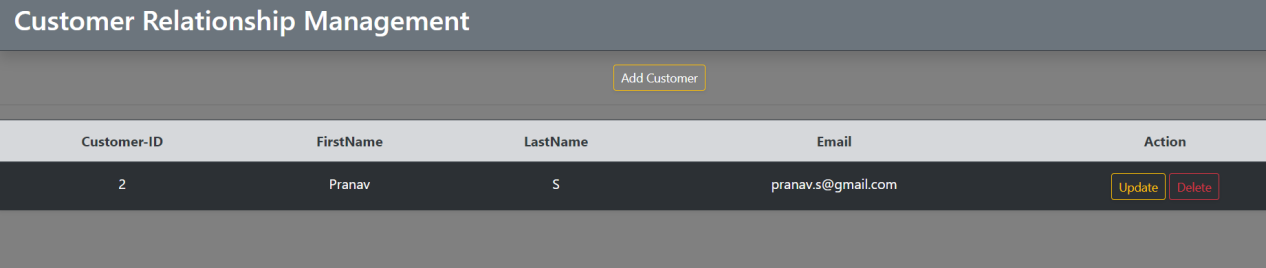 Customer Relationship Management
Add Customer
Customer-ID FirstName LastName Email Action
2 Pranav S pranav.s@gmail.com Update Delete